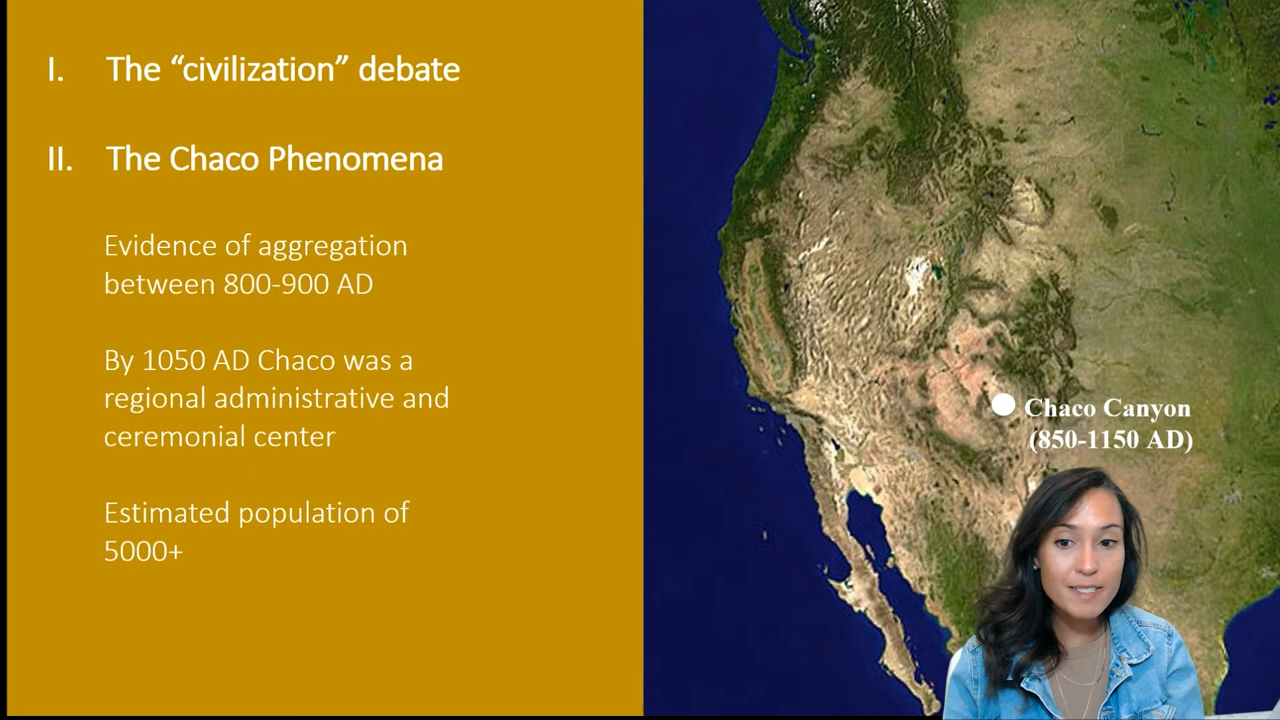 I. The “civilization” debate
II. The Chaco Phenomena
Evidence of aggregation
between 800-900 AD
By 1050 AD Chaco was a
regional administrative and
ceremonial center
Estimated population of
5000+
Chaco Canyon
(850-1150 AD)